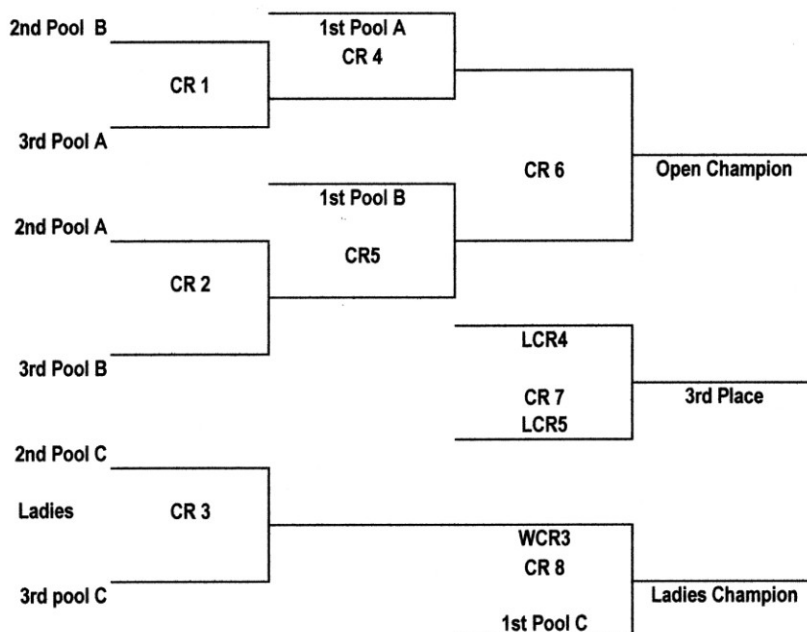 2nd Pool B
1st Pool A
CR 4
CR 1
3rd Pool A
CR 6
Open Champion
1st Pool B
2nd Pool A
CR5
CR 2
LCR4
3rd Pool B
CR 7
3rd Place
LCR5
2nd Pool C
Ladies
CR 3
WCR3
CR 8
3rd pool C
Ladies Champion
1st Pool C